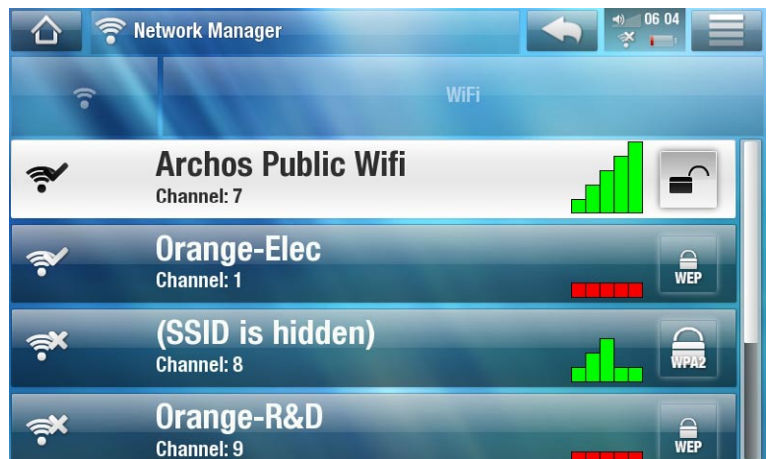 Network Manager
06 04
WiFi
Archos Public Wifi
Channel: 7
Orange-Elec
Channel: 1
WEP
(SSID is hidden)
Channel: 8
WPA2
Orange-R&D
Channel: 9
WEP